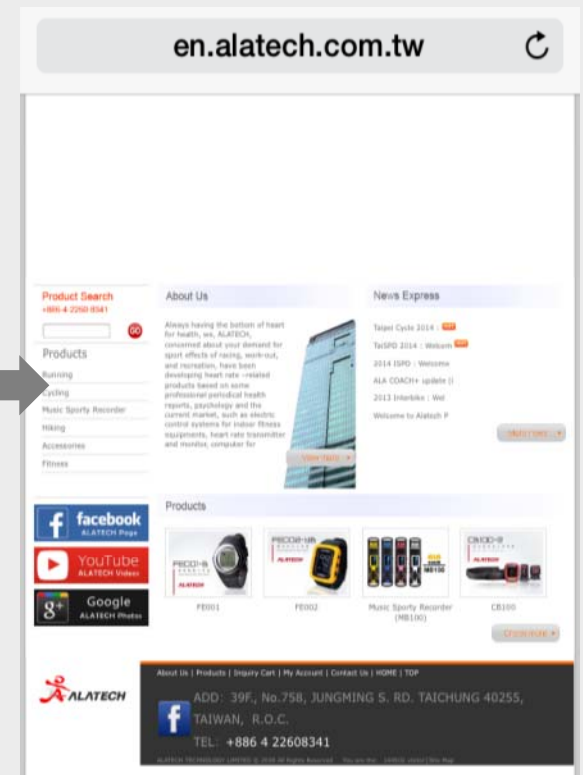 en.alatech.com.tw
Product Search
+886-4-2260-8341
GO
Products
Running
Cycling
Music Sporty Recorder
Hiking
Accessories
Fitness
About Us
Always having the bottom of heart
for health, we, ALATECH,
concerned about your demand for
sport effects of racing, work-out,
and recreation, have been
developing heart rate -related
products based on some
professional periodical health
reports, psychology and the
current market, such as electric
control systems for indoor fitness
equipments, heart rate transmitter
and monitor, computer for
News Express
Taipei Cycle 2014 :
TaiSPO 2014 : Welcom
2014 ISPO : Welcome
ALA COACH+ update
2013 Interbike : Wel
Welcome to Alatech P
facebook
ALATECH Page
YouTube
ALATECH Videos
g+ Google
ALATECH Photos
Products
ALATECH
ALATECH
MB100
FE001
FE002
Music Sporty Recorder
(MB100)
CB100
ALATECH
About Us | Products | Inquiry Cart | My Account | Contact Us | HOME | TOP
ADD: 39F., No.758, JUNGMING S. RD. TAICHUNG 40255,
TAIWAN, R.O.C.
TEL: +886 4 22608341